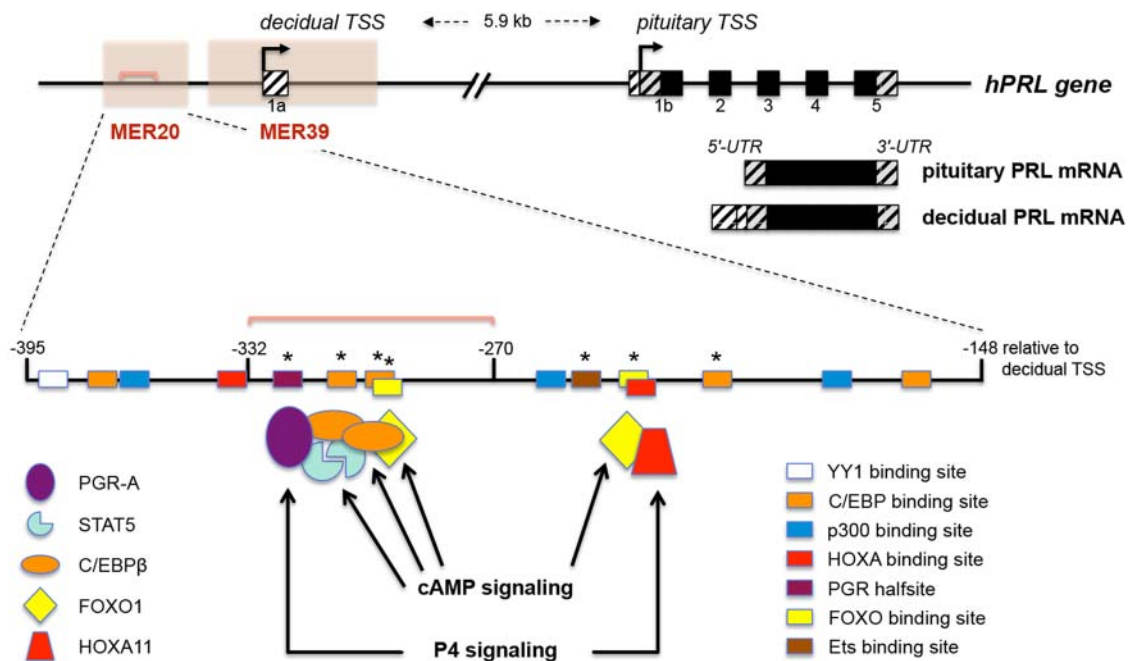 decidual TSS
5.9 kb
pituitary TSS
1a
1b
2
3
4
5
hPRL gene
MER20
MER39
5'-UTR
3'-UTR
pituitary PRL mRNA
decidual PRL mRNA
-395
-332
-270
-148 relative to
decidual TSS
*
*
*
*
*
*
*
PGR-A
STAT5
C/EBPβ
FOXO1
HOXA11
cAMP signaling
P4 signaling
YY1 binding site
C/EBP binding site
p300 binding site
HOXA binding site
PGR halfsite
FOXO binding site
Ets binding site